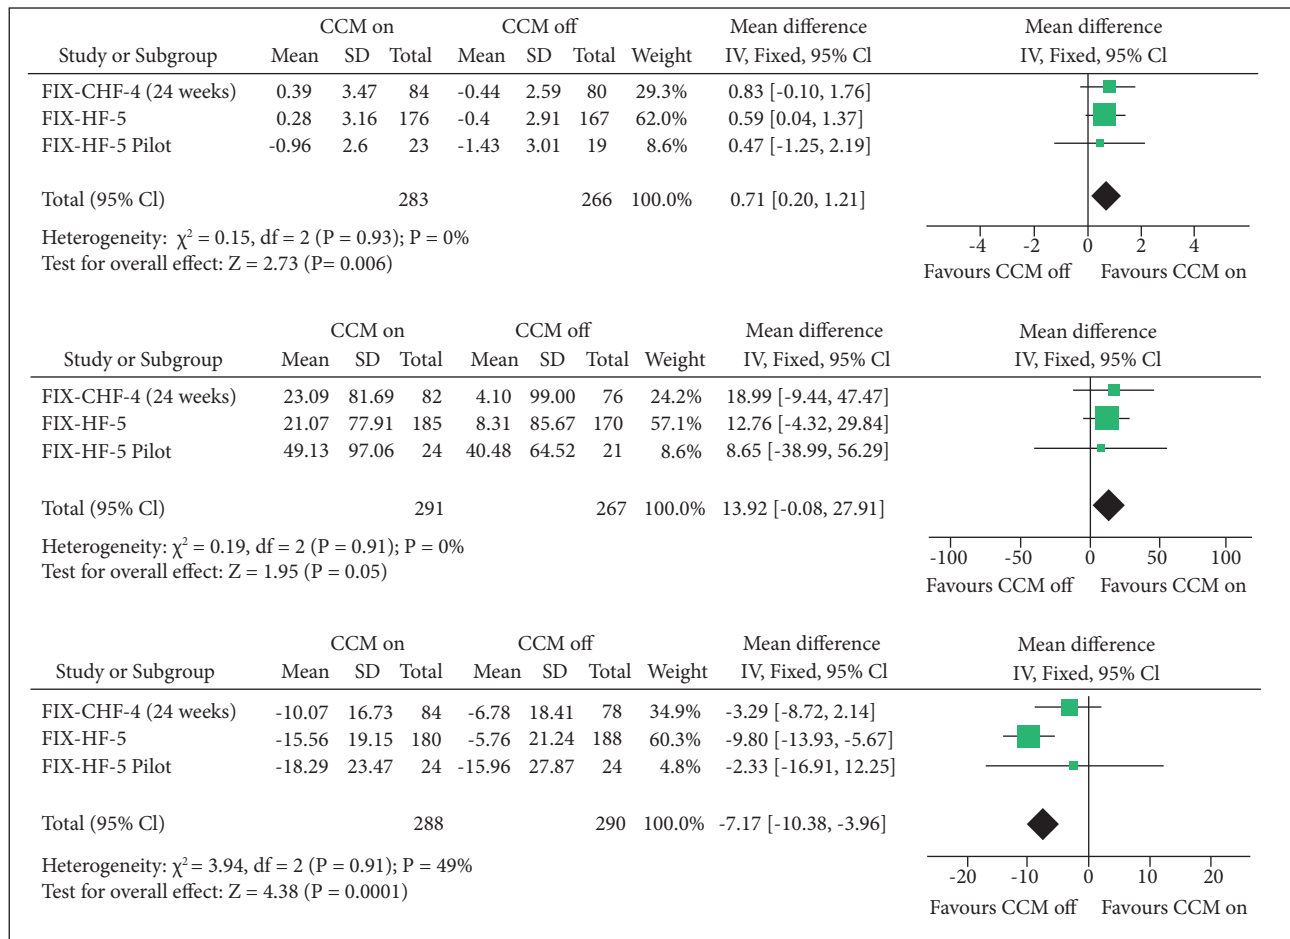 CCM on CCM off Mean difference Mean difference
Study or Subgroup Mean SD Total Mean SD Total Weight IV, Fixed, 95% Cl IV, Fixed, 95% Cl
FIX-CHF-4 (24 weeks) 0.39 3.47 84 -0.44 2.59 80 29.3% 0.83 [-0.10, 1.76]
FIX-HF-5 0.28 3.16 176 -0.4 2.91 167 62.0% 0.59 [0.04, 1.37]
FIX-HF-5 Pilot -0.96 2.6 23 -1.43 3.01 19 8.6% 0.47 [-1.25, 2.19]
Total (95% Cl) 283 266 100.0% 0.71 [0.20, 1.21]
Heterogeneity: χ² = 0.15, df = 2 (P = 0.93); P = 0%
Test for overall effect: Z = 2.73 (P= 0.006)
-4 -2 0 2 4
Favours CCM off Favours CCM on
CCM on CCM off Mean difference Mean difference
Study or Subgroup Mean SD Total Mean SD Total Weight IV, Fixed, 95% Cl IV, Fixed, 95% Cl
FIX-CHF-4 (24 weeks) 23.09 81.69 82 4.10 99.00 76 24.2% 18.99 [-9.44, 47.47]
FIX-HF-5 21.07 77.91 185 8.31 85.67 170 57.1% 12.76 [-4.32, 29.84]
FIX-HF-5 Pilot 49.13 97.06 24 40.48 64.52 21 8.6% 8.65 [-38.99, 56.29]
Total (95% Cl) 291 267 100.0% 13.92 [-0.08, 27.91]
Heterogeneity: χ² = 0.19, df = 2 (P = 0.91); P = 0%
Test for overall effect: Z = 1.95 (P = 0.05)
-100 -50 0 50 100
Favours CCM off Favours CCM on
CCM on CCM off Mean difference Mean difference
Study or Subgroup Mean SD Total Mean SD Total Weight IV, Fixed, 95% Cl IV, Fixed, 95% Cl
FIX-CHF-4 (24 weeks) -10.07 16.73 84 -6.78 18.41 78 34.9% -3.29 [-8.72, 2.14]
FIX-HF-5 -15.56 19.15 180 -5.76 21.24 188 60.3% -9.80 [-13.93, -5.67]
FIX-HF-5 Pilot -18.29 23.47 24 -15.96 27.87 24 4.8% -2.33 [-16.91, 12.25]
Total (95% Cl) 288 290 100.0% -7.17 [-10.38, -3.96]
Heterogeneity: χ² = 3.94, df = 2 (P = 0.91); P = 49%
Test for overall effect: Z = 4.38 (P = 0.0001)
-20 -10 0 10 20
Favours CCM off Favours CCM on